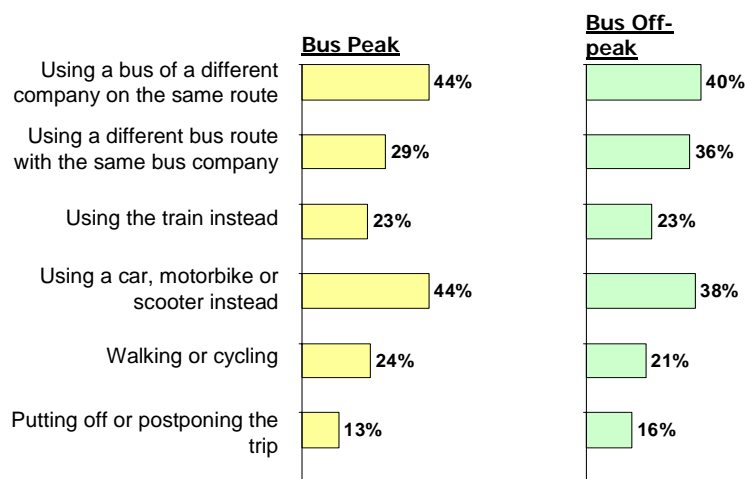 Bus Peak
Bus Off-
peak
Using a bus of a different
company on the same route
44%
40%
Using a different bus route
with the same bus company
29%
36%
Using the train instead
23%
23%
Using a car, motorbike or
scooter instead
44%
38%
Walking or cycling
24%
21%
Putting off or postponing the
trip
13%
16%